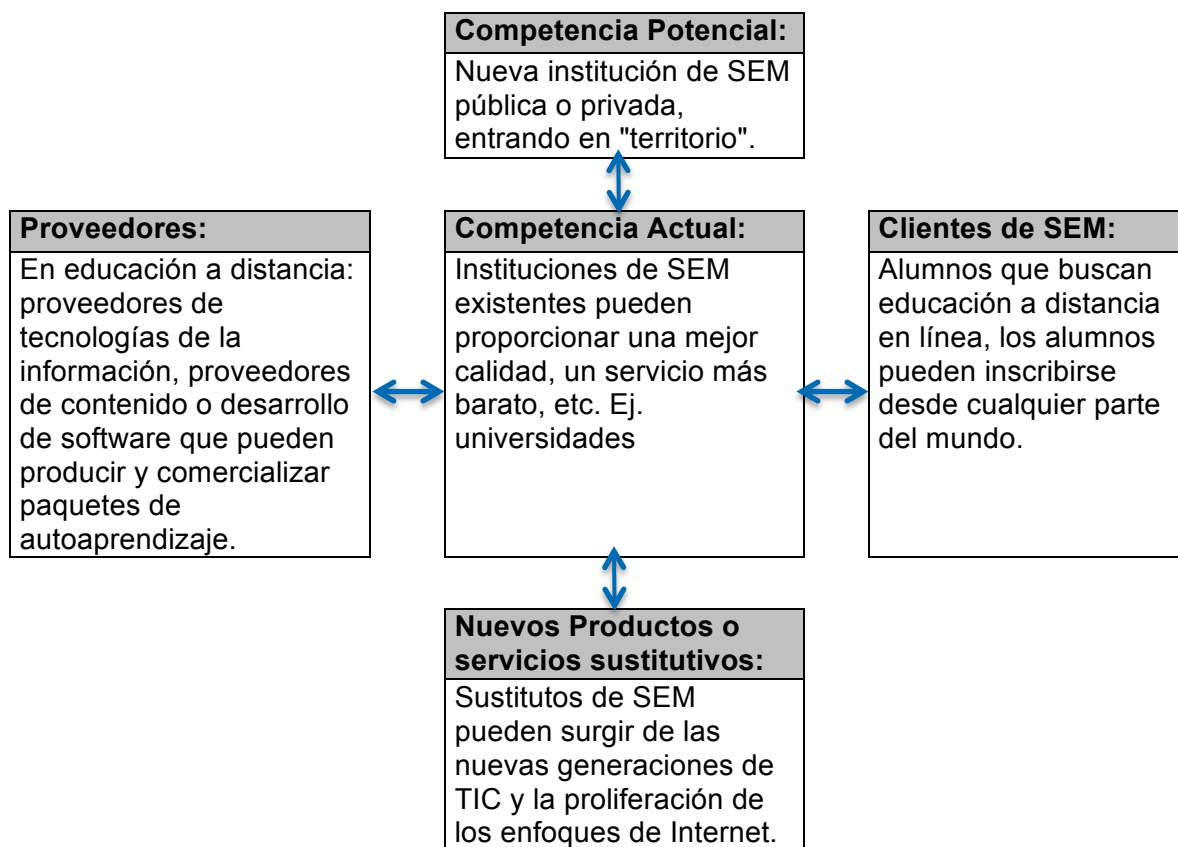 Competencia Potencial:
Nueva institución de SEM
pública o privada,
entrando en "territorio".
Proveedores:
En educación a distancia:
proveedores de
tecnologías de la
información, proveedores
de contenido o desarrollo
de software que pueden
producir y comercializar
paquetes de
autoaprendizaje.
Competencia Actual:
Instituciones de SEM
existentes pueden
proporcionar una mejor
calidad, un servicio más
barato, etc. Ej.
universidades
Clientes de SEM:
Alumnos que buscan
educación a distancia
en línea, los alumnos
pueden inscribirse
desde cualquier parte
del mundo.
Nuevos Productos o
servicios sustitutivos:
Sustitutos de SEM
pueden surgir de las
nuevas generaciones de
TIC y la proliferación de
los enfoques de Internet.